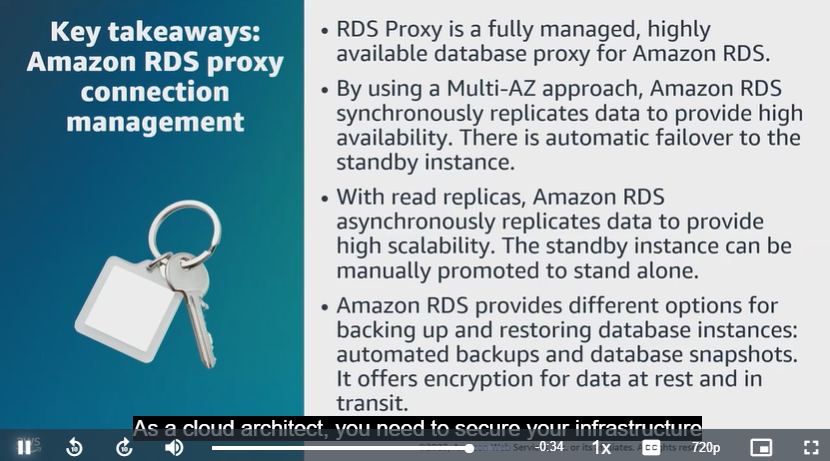 Key takeaways:
Amazon RDS proxy
connection
management
• RDS Proxy is a fully managed, highly
available database proxy for Amazon RDS.
• By using a Multi-AZ approach, Amazon RDS
synchronously replicates data to provide high
availability. There is automatic failover to the
standby instance.
• With read replicas, Amazon RDS
asynchronously replicates data to provide
high scalability. The standby instance can be
manually promoted to stand alone.
• Amazon RDS provides different options for
backing up and restoring database instances:
automated backups and database snapshots.
It offers encryption for data at rest and in
transit.
As a cloud architect, you need to secure your infrastructure
10
10
-0:34
1x
CC
720p